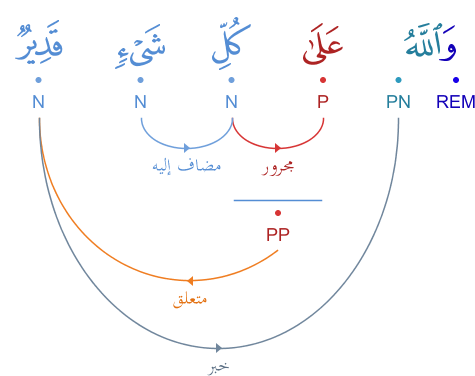 وَٱللَّهُ عَلَىٰ كُلِّ شَىْءٍ قَدِيرٌ
REM PN P N N N
مجرور مضاف إليه
PP
متعلق
خبر